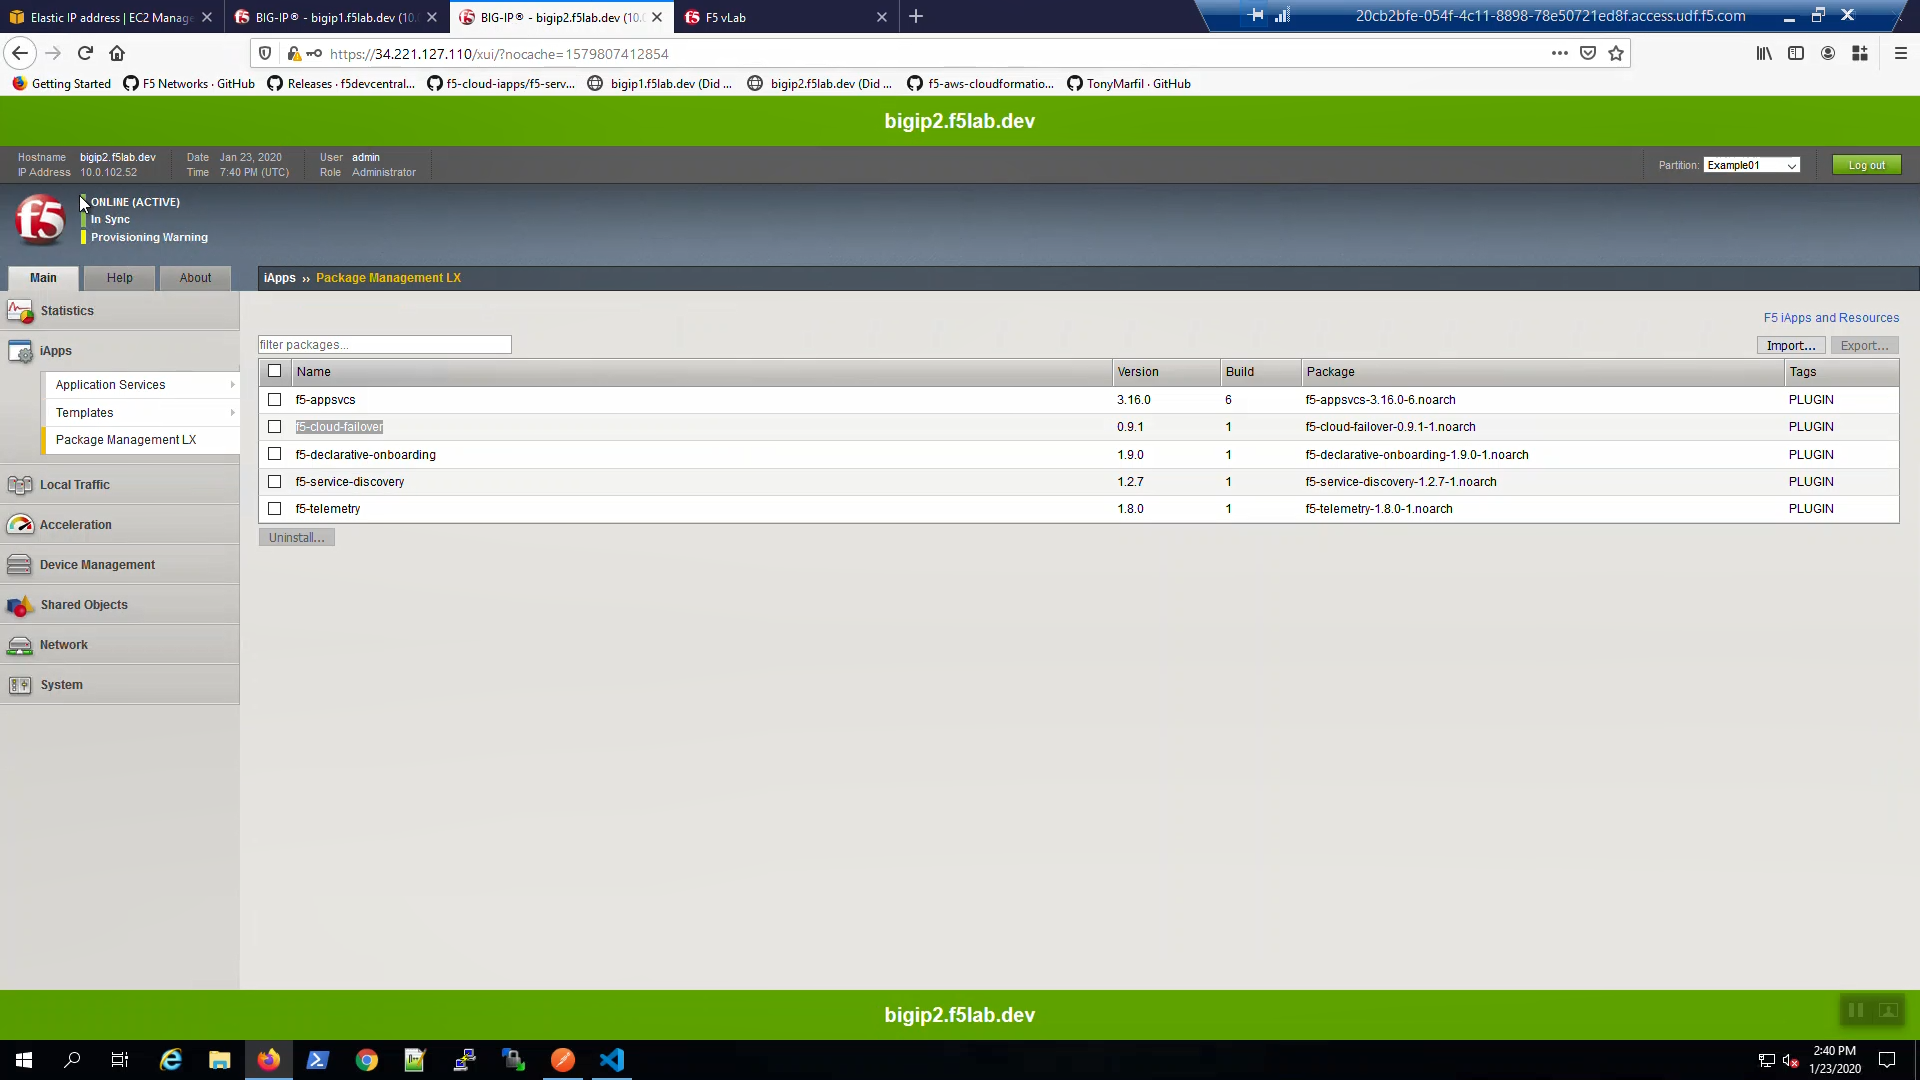 Elastic IP address | EC2 Manage
BIG-IP® - bigip1.f5lab.dev (10.
BIG-IP® - bigip2.f5lab.dev (10.
F5 vLab
20cb2bfe-054f-4c11-8898-78e50721ed8f.access.udf.f5.com
https://34.221.127.110/xui/?nocache=1579807412854
Getting Started
F5 Networks · GitHub
Releases · f5devcentral...
f5-cloud-iapps/f5-serv...
bigip1.f5lab.dev (Did ...
bigip2.f5lab.dev (Did ...
f5-aws-cloudformatio...
TonyMarfil · GitHub
bigip2.f5lab.dev
Hostname bigip2.f5lab.dev
Date Jan 23, 2020
User admin
IP Address 10.0.102.52
Time 7:40 PM (UTC)
Role Administrator
Partition: Example01
Log out
f5
ONLINE (ACTIVE)
In Sync
Provisioning Warning
Main
Help
About
iApps ›› Package Management LX
Statistics
iApps
Application Services
Templates
Package Management LX
Local Traffic
Acceleration
Device Management
Shared Objects
Network
System
F5 iApps and Resources
filter packages...
Import...
Export...
Name Version Build Package Tags
f5-appsvcs 3.16.0 6 f5-appsvcs-3.16.0-6.noarch PLUGIN
f5-cloud-failover 0.9.1 1 f5-cloud-failover-0.9.1-1.noarch PLUGIN
f5-declarative-onboarding 1.9.0 1 f5-declarative-onboarding-1.9.0-1.noarch PLUGIN
f5-service-discovery 1.2.7 1 f5-service-discovery-1.2.7-1.noarch PLUGIN
f5-telemetry 1.8.0 1 f5-telemetry-1.8.0-1.noarch PLUGIN
Uninstall...
bigip2.f5lab.dev
2:40 PM
1/23/2020